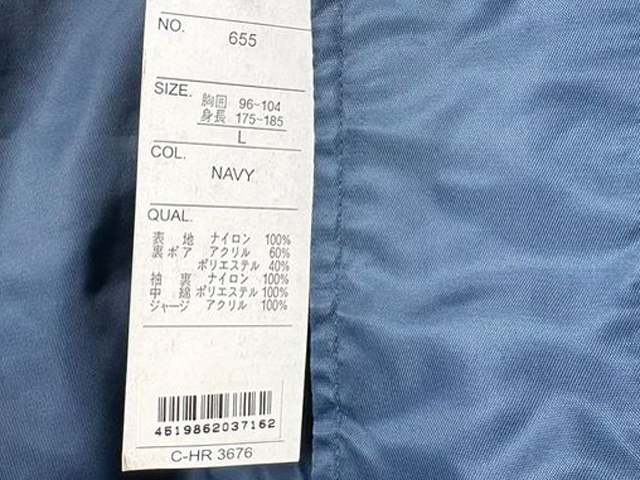 NO. 655
SIZE. 胸囲 96~104
身長 175~185
L
COL.
NAVY
QUAL.
表地 ナイロン 100%
裏ボア アクリル 60%
ポリエステル 40%
袖裏 ナイロン 100%
中綿 ポリエステル 100%
ジャージ アクリル 100%
4519862037162
C-HR 3676